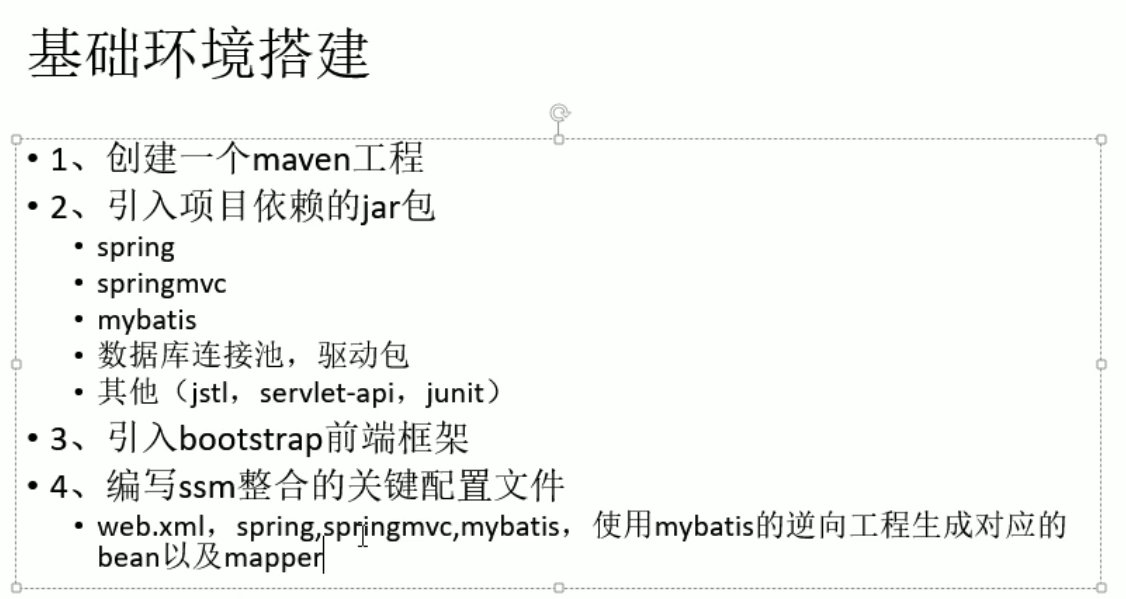 基础环境搭建
• 1、创建一个maven工程
• 2、引入项目依赖的jar包
• spring
• springmvc
• mybatis
• 数据库连接池，驱动包
• 其他（jstl，servlet-api，junit）
• 3、引入bootstrap前端框架
• 4、编写ssm整合的关键配置文件
• web.xml，spring,springmvc,mybatis，使用mybatis的逆向工程生成对应的
bean以及mapper